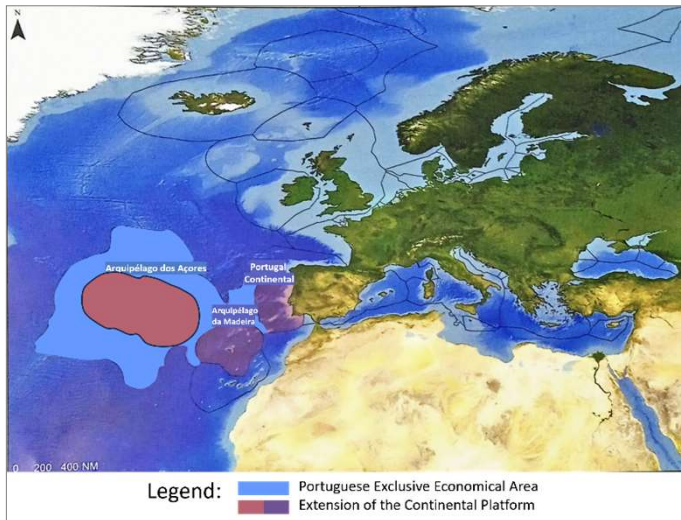 N
Arquipélago dos Açores
Portugal
Continental
Arquipélago
da Madeira
0 200 400 NM
Legend:
Portuguese Exclusive Economical Area
Extension of the Continental Platform